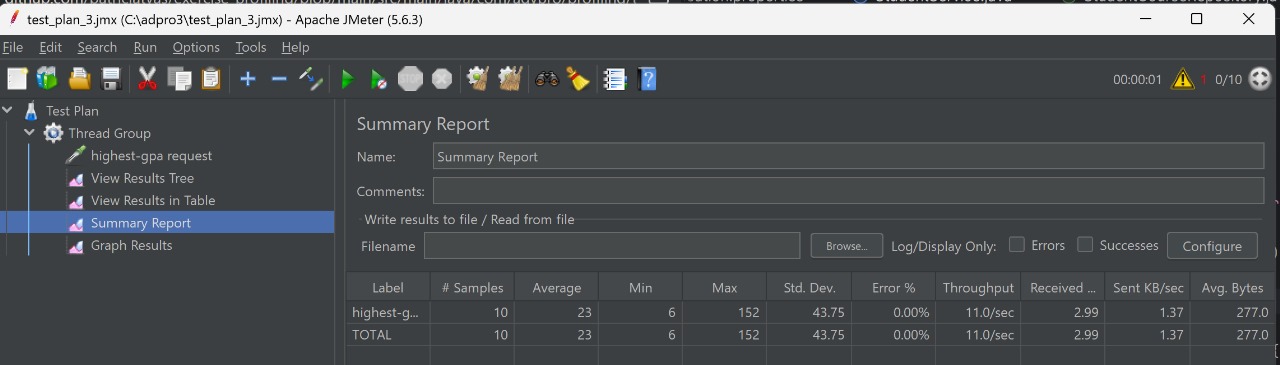 test_plan_3.jmx (C:\adpro3\test_plan_3.jmx) - Apache JMeter (5.6.3)
File Edit Search Run Options Tools Help
STOP 00:00:01 1 0/10
Test Plan
Thread Group
highest-gpa request
View Results Tree
View Results in Table
Summary Report
Graph Results
Summary Report
Name: Summary Report
Comments:
Write results to file / Read from file
Filename Browse... Log/Display Only: Errors Successes Configure
Label # Samples Average Min Max Std. Dev. Error % Throughput Received ... Sent KB/sec Avg. Bytes
highest-g... 10 23 6 152 43.75 0.00% 11.0/sec 2.99 1.37 277.0
TOTAL 10 23 6 152 43.75 0.00% 11.0/sec 2.99 1.37 277.0